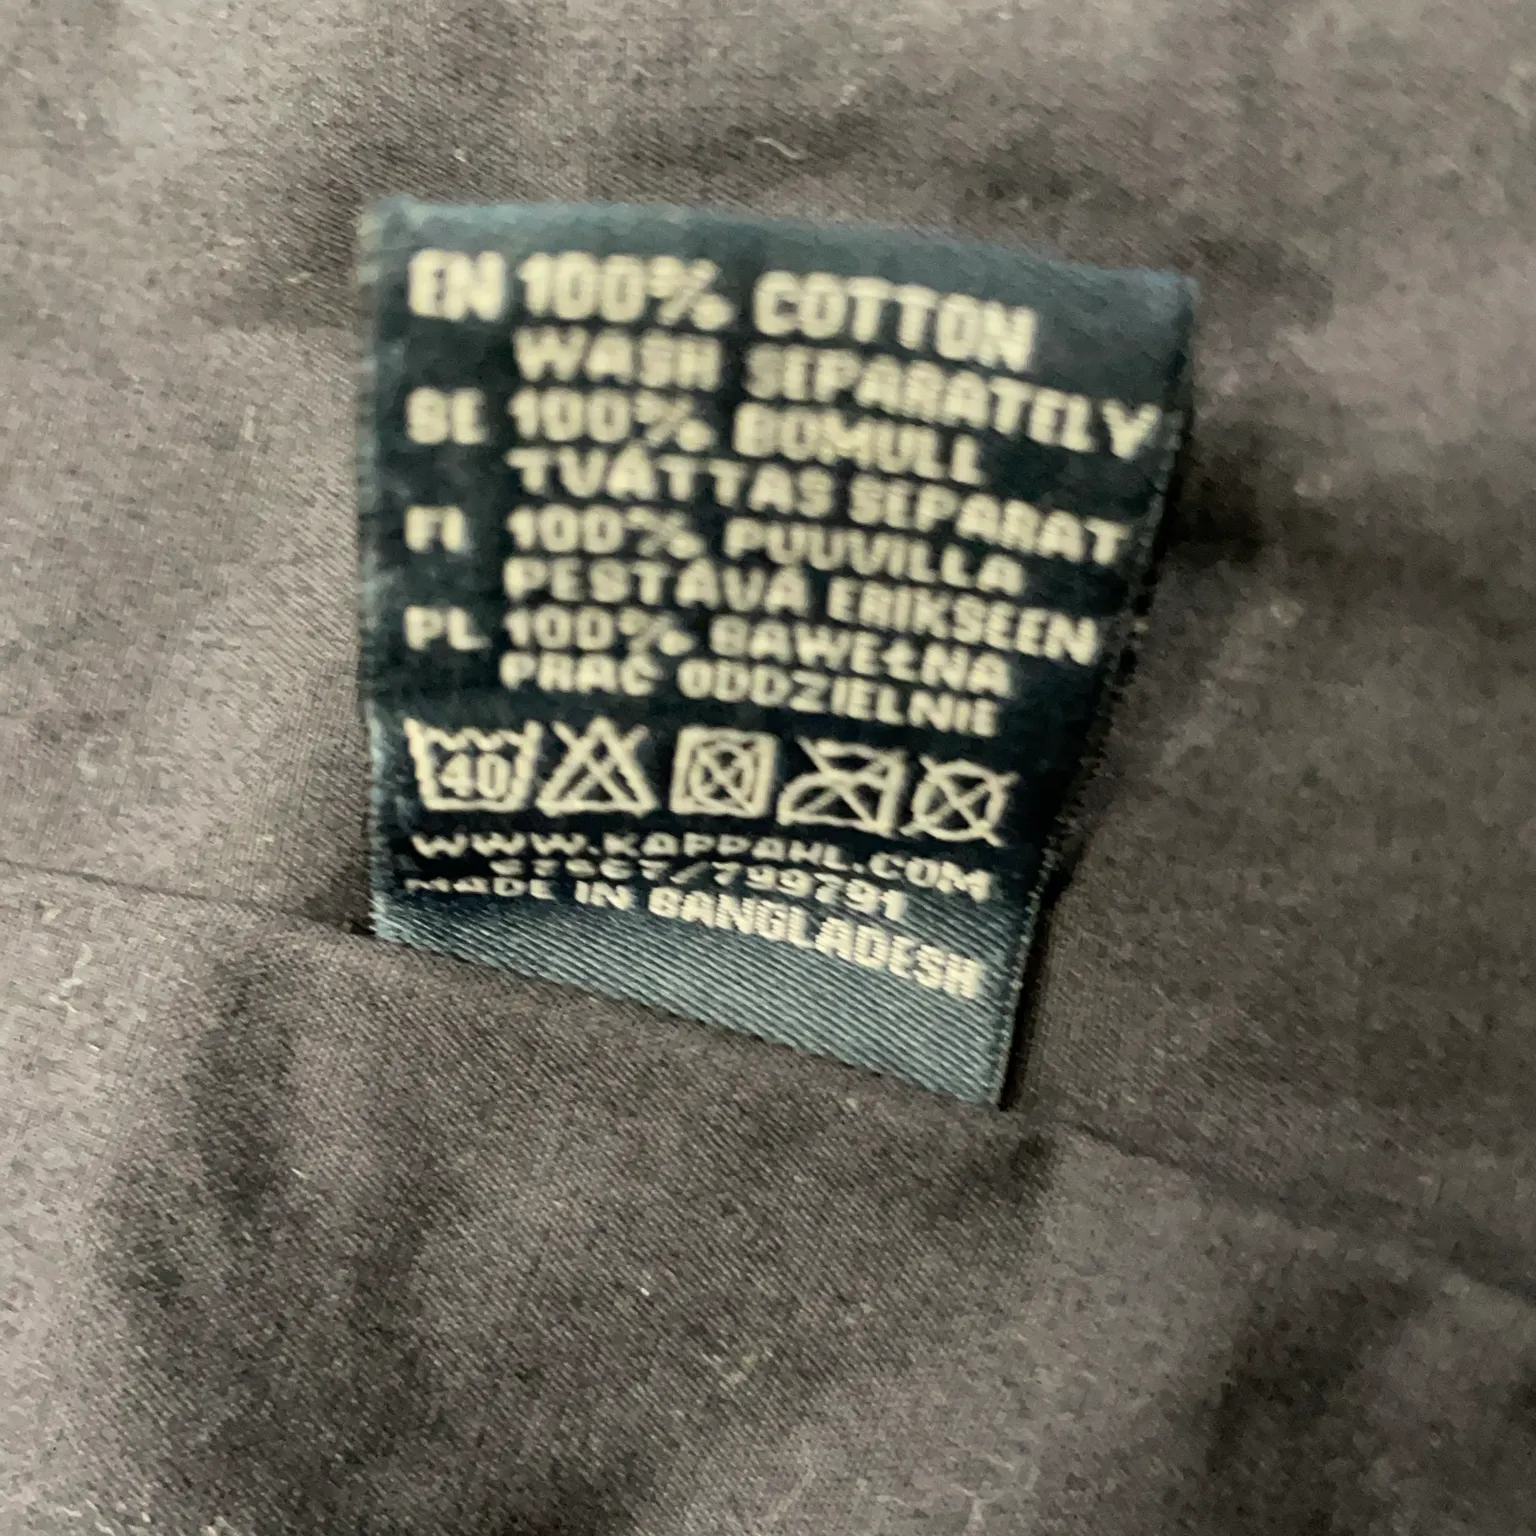 EN 100% COTTON
WASH SEPARATELY
SE 100% BOMULL
TVÄTTAS SEPARAT
FI 100% PUUVILLA
PESTÄVÄ ERIKSEEN
PL 100% BAWEŁNA
PRAĆ ODDZIELNIE
40
WWW.KAPPAHL.COM
/799791
MADE IN BANGLADESH